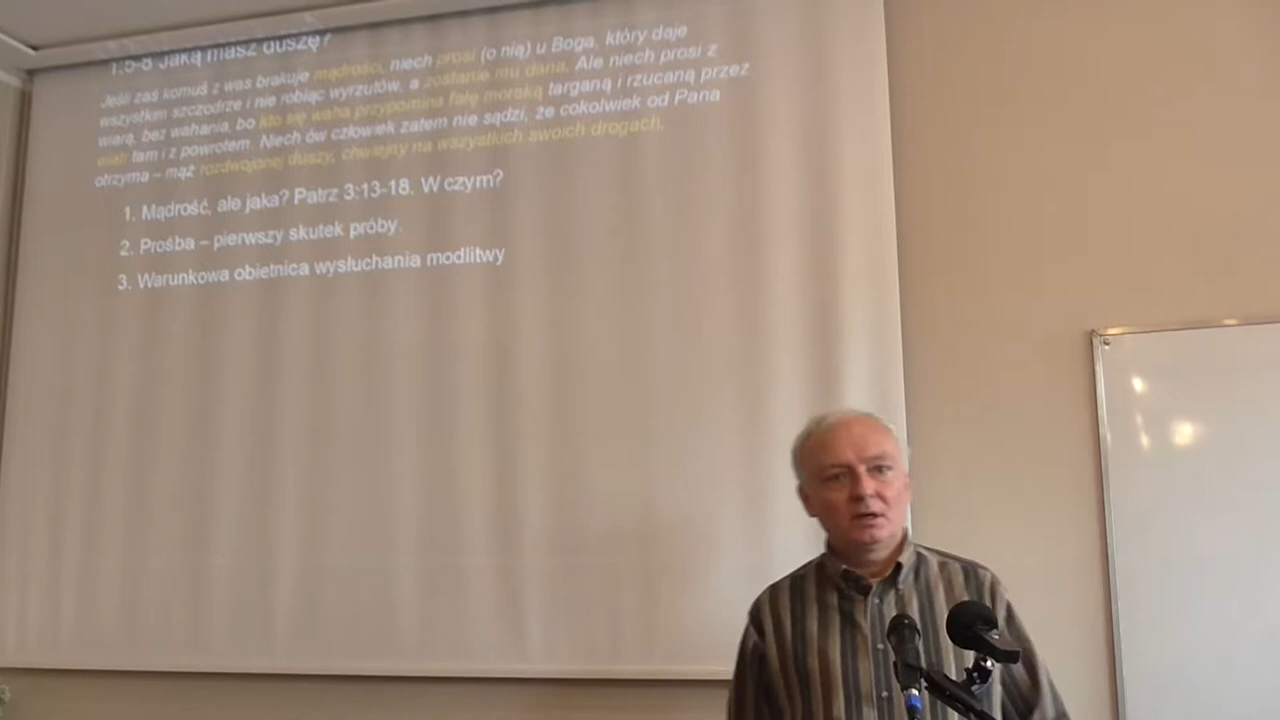 1:5-8 Jaką masz duszę?
Jeśli zaś komuś z was brakuje mądrości, niech prosi (o nią) u Boga, który daje
wszystkim szczodrze i nie robiąc wyrzutów, a zostanie mu dana. Ale niech prosi z
wiarą, bez wahania, bo kto się waha przypomina falę morską targaną i rzucaną przez
wiatr tam i z powrotem. Niech ów człowiek zatem nie sądzi, że cokolwiek od Pana
otrzyma – mąż rozdwojonej duszy, chwiejny na wszystkich swoich drogach.
1. Mądrość, ale jaka? Patrz 3:13-18. W czym?
2. Prośba – pierwszy skutek próby.
3. Warunkowa obietnica wysłuchania modlitwy